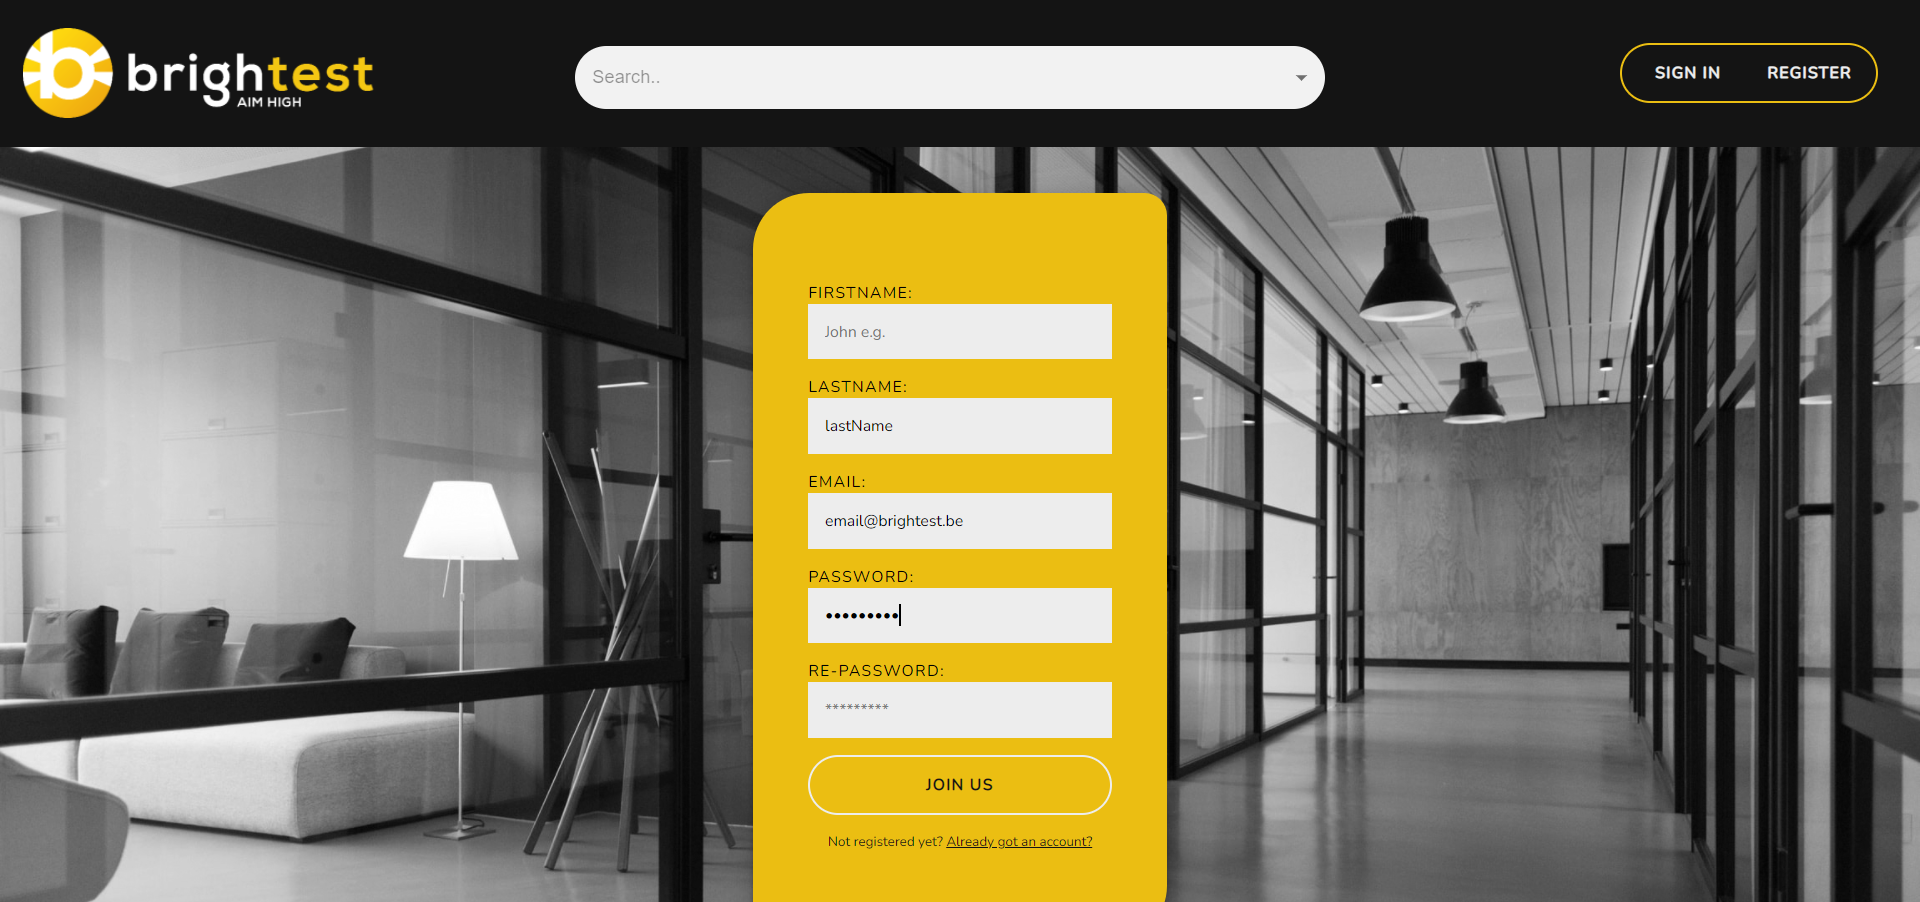 brightest
AIM HIGH
Search..
SIGN IN
REGISTER
FIRSTNAME:
John e.g.
LASTNAME:
lastName
EMAIL:
email@brightest.be
PASSWORD:
•••••••••
RE-PASSWORD:
*********
JOIN US
Not registered yet? Already got an account?